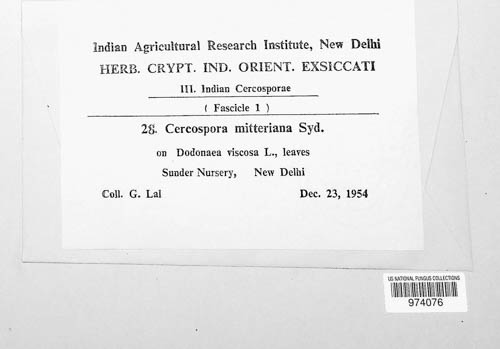 Indian Agricultural Research Institute, New Delhi
HERB. CRYPT. IND. ORIENT. EXSICCATI
III. Indian Cercosporae
( Fascicle 1 )
28. Cercospora mitteriana Syd.
on Dodonaea viscosa L., leaves
Sunder Nursery, New Delhi
Coll. G. Lal Dec. 23, 1954
US NATIONAL FUNGUS COLLECTIONS
974076